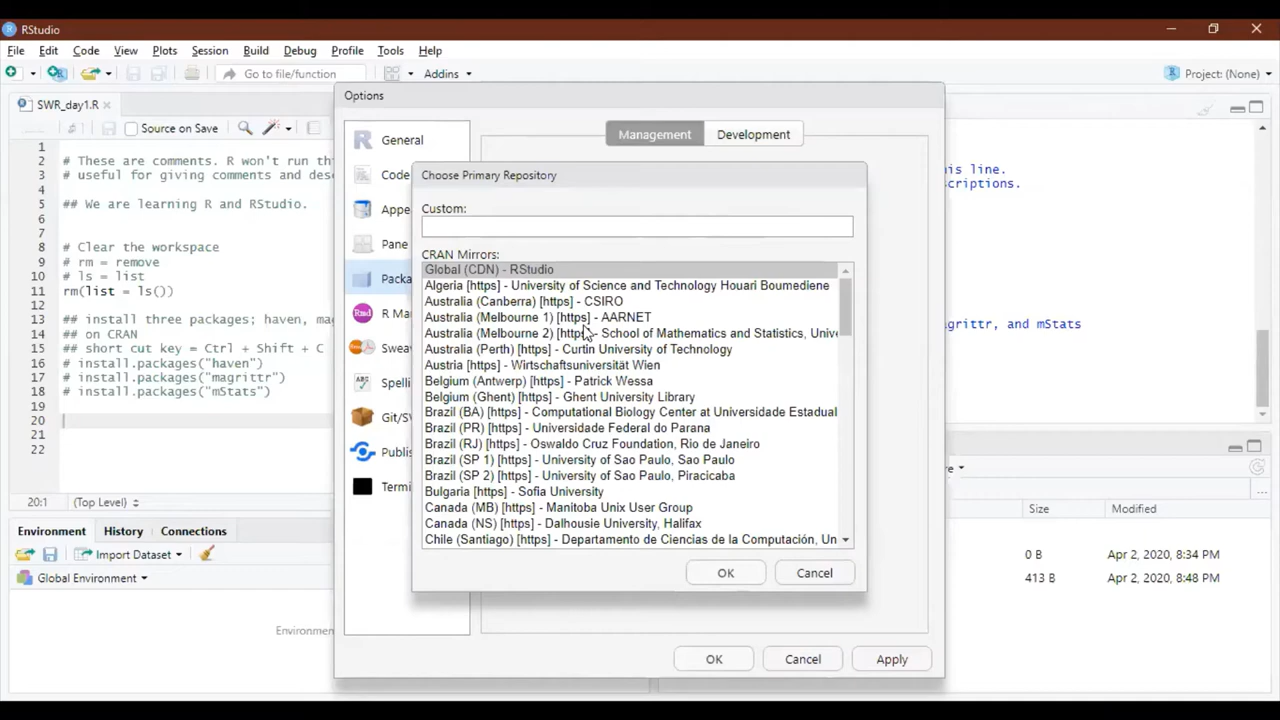 RStudio
File Edit Code View Plots Session Build Debug Profile Tools Help
Go to file/function Addins Project: (None)
SWR_day1.R
Source on Save
1
2 # These are comments. R won't run th
3 # useful for giving comments and des
4
5 ## We are learning R and RStudio.
6
7
8 # Clear the workspace
9 # rm = remove
10 # ls = list
11 rm(list = ls())
13 ## install three packages; haven, ma
14 ## on CRAN
15 ## short cut key = Ctrl + Shift + C
16 # install.packages("haven")
17 # install.packages("magrittr")
18 # install.packages("mStats")
19
20
21
22
20:1 (Top Level)
Environment History Connections
Import Dataset
Global Environment
Environmen
Options
General
Code
Appe
Pane
Packa
R Ma
Sweav
Spelli
Git/SV
Publis
Termi
Management Development
Choose Primary Repository
Custom:
CRAN Mirrors:
Global (CDN) - RStudio
Algeria [https] - University of Science and Technology Houari Boumediene
Australia (Canberra) [https] - CSIRO
Australia (Melbourne 1) [https] - AARNET
Australia (Melbourne 2) [https] - School of Mathematics and Statistics, Unive
Australia (Perth) [https] - Curtin University of Technology
Austria [https] - Wirtschaftsuniversität Wien
Belgium (Antwerp) [https] - Patrick Wessa
Belgium (Ghent) [https] - Ghent University Library
Brazil (BA) [https] - Computational Biology Center at Universidade Estadual
Brazil (PR) [https] - Universidade Federal do Parana
Brazil (RJ) [https] - Oswaldo Cruz Foundation, Rio de Janeiro
Brazil (SP 1) [https] - University of Sao Paulo, Sao Paulo
Brazil (SP 2) [https] - University of Sao Paulo, Piracicaba
Bulgaria [https] - Sofia University
Canada (MB) [https] - Manitoba Unix User Group
Canada (NS) [https] - Dalhousie University, Halifax
Chile (Santiago) [https] - Departamento de Ciencias de la Computación, Un
OK Cancel
OK Cancel Apply
his line.
criptions.
grittr, and mStats
e
Size Modified
0 B Apr 2, 2020, 8:34 PM
413 B Apr 2, 2020, 8:48 PM